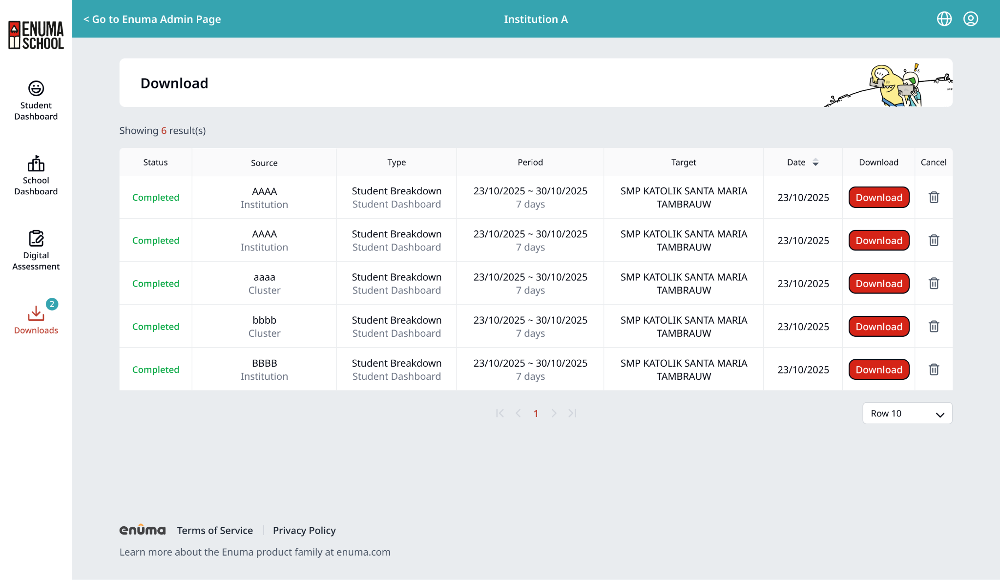 ENUMA
SCHOOL
< Go to Enuma Admin Page
Institution A
Student
Dashboard
School
Dashboard
Digital
Assessment
2
Downloads
Download
Showing 6 result(s)
Status Source Type Period Target Date Download Cancel
Completed AAAA Student Breakdown 23/10/2025 ~ 30/10/2025 SMP KATOLIK SANTA MARIA 23/10/2025 Download
Institution Student Dashboard 7 days TAMBRAUW
Completed AAAA Student Breakdown 23/10/2025 ~ 30/10/2025 SMP KATOLIK SANTA MARIA 23/10/2025 Download
Institution Student Dashboard 7 days TAMBRAUW
Completed aaaa Student Breakdown 23/10/2025 ~ 30/10/2025 SMP KATOLIK SANTA MARIA 23/10/2025 Download
Cluster Student Dashboard 7 days TAMBRAUW
Completed bbbb Student Breakdown 23/10/2025 ~ 30/10/2025 SMP KATOLIK SANTA MARIA 23/10/2025 Download
Cluster Student Dashboard 7 days TAMBRAUW
Completed BBBB Student Breakdown 23/10/2025 ~ 30/10/2025 SMP KATOLIK SANTA MARIA 23/10/2025 Download
Institution Student Dashboard 7 days TAMBRAUW
1
Row 10
enûma Terms of Service Privacy Policy
Learn more about the Enuma product family at enuma.com